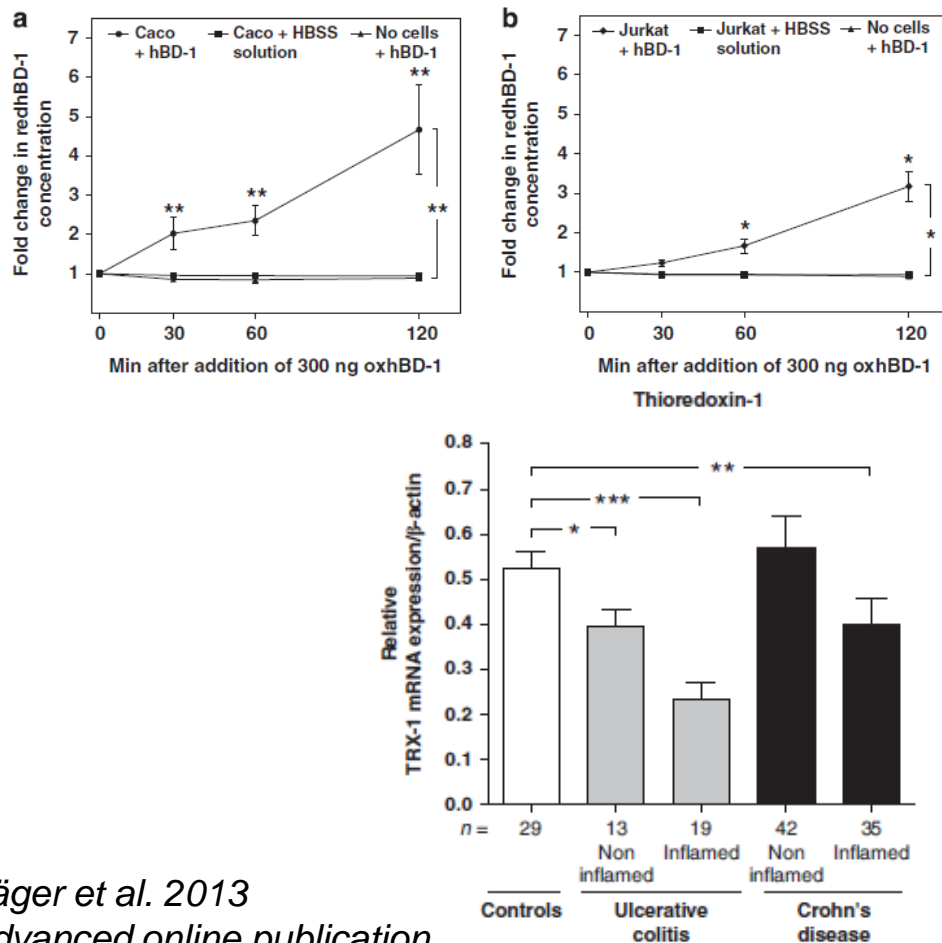 a
Caco + hBD-1
Caco + HBSS solution
No cells + hBD-1
Fold change in redhBD-1 concentration
7
6
5
4
3
2
1
**
**
**
**
0 30 60 120
Min after addition of 300 ng oxhBD-1
b
Jurkat + hBD-1
Jurkat + HBSS solution
No cells + hBD-1
Fold change in redhBD-1 concentration
7
6
5
4
3
2
1
*
*
*
0 30 60 120
Min after addition of 300 ng oxhBD-1
Thioredoxin-1
Relative
TRX-1 mRNA expression/β-actin
0.8
0.7
0.6
0.5
0.4
0.3
0.2
0.1
0.0
**
***
*
n = 29 13 19 42 35
Non inflamed
Inflamed
Non inflamed
Inflamed
Controls
Ulcerative colitis
Crohn's disease
äger et al. 2013
dvanced online publication